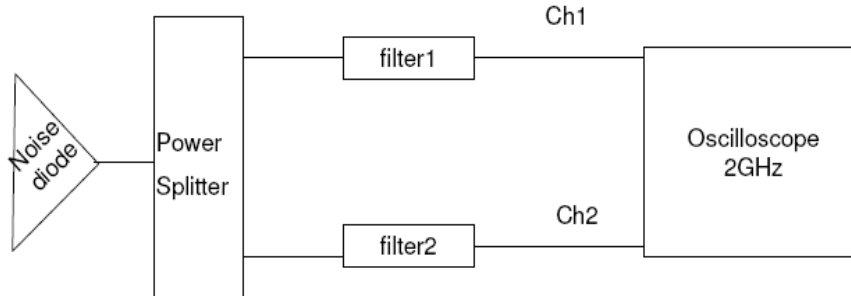 Ch1
filter1
Noise
diode
Power
Splitter
Oscilloscope
2GHz
Ch2
filter2